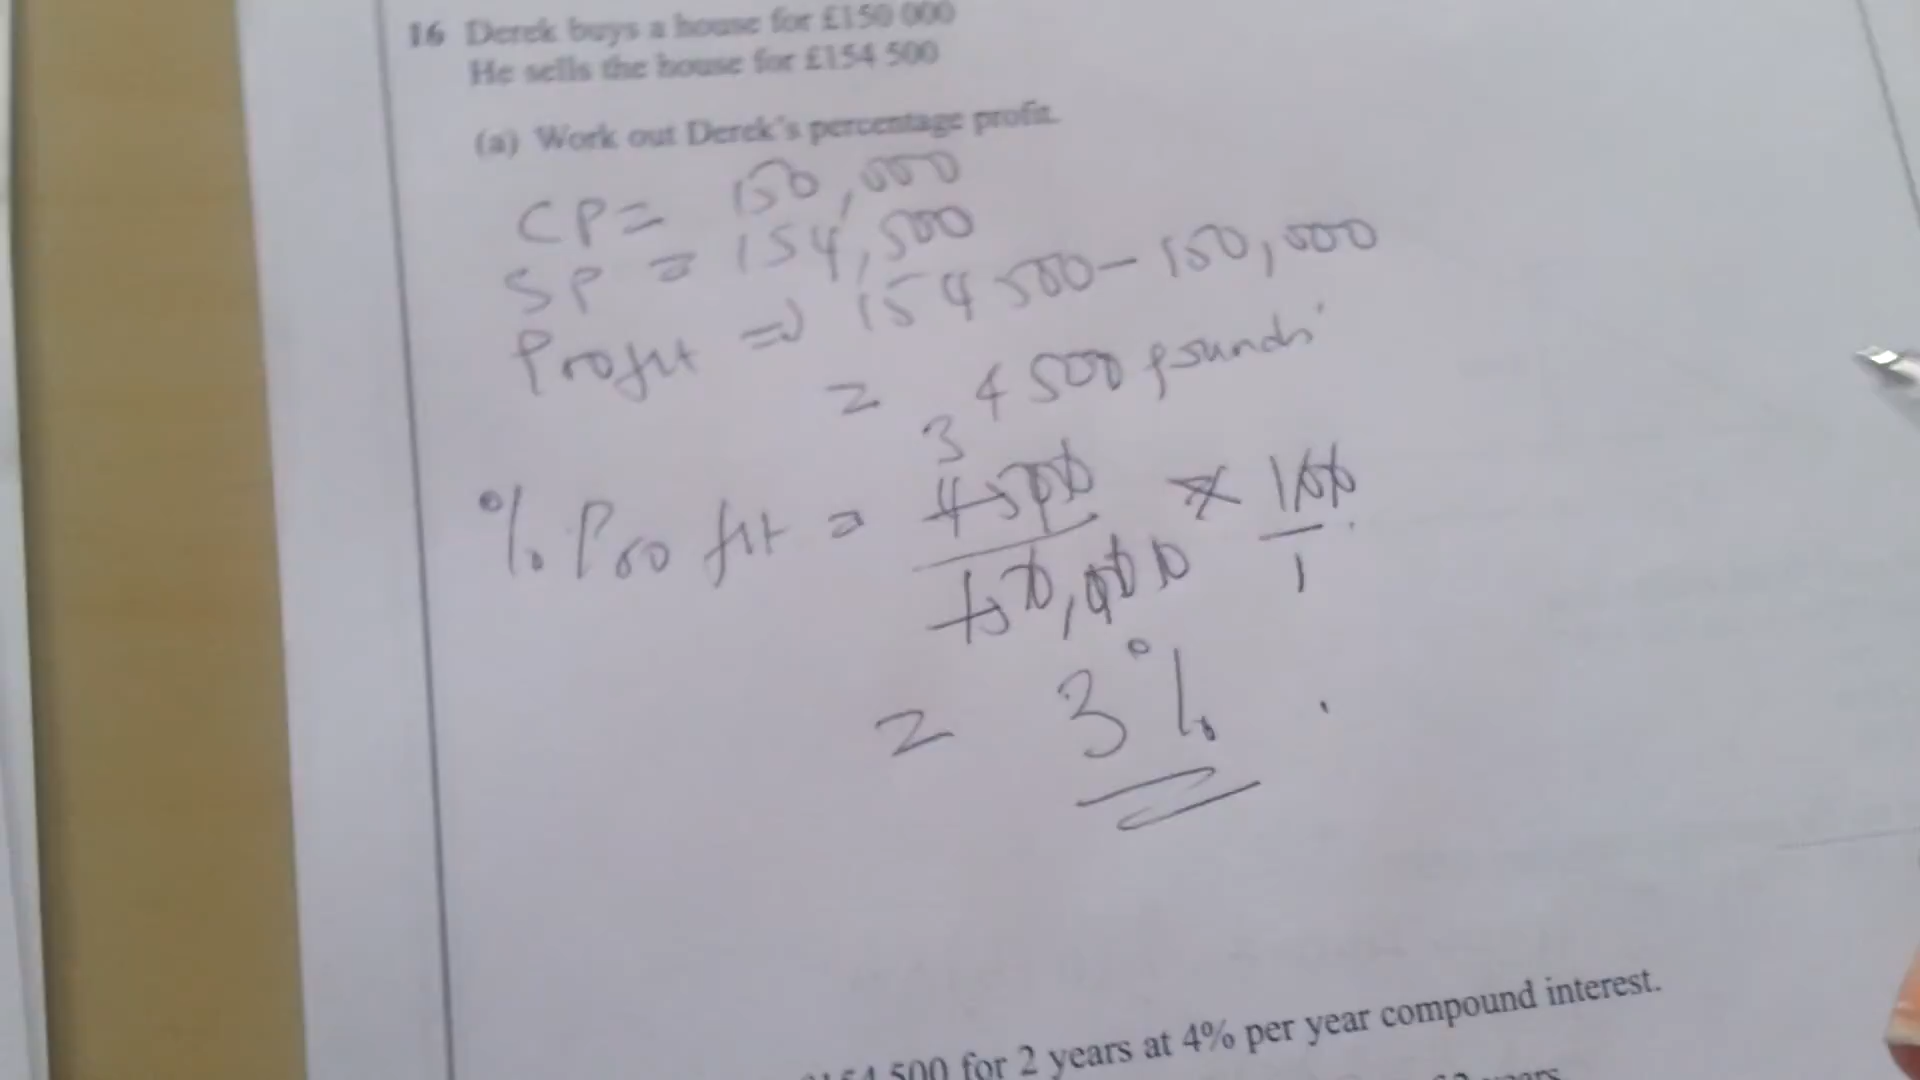 16 Derek buys a house for £150 000
He sells the house for £154 500
(a) Work out Derek's percentage profit.
CP = 150,000
SP = 154,500
Profit => 154 500 - 150,000
= 4 500 pounds
3
% Profit = 4500 × 100
150,000 1
= 3%
£154 500 for 2 years at 4% per year compound interest.
years